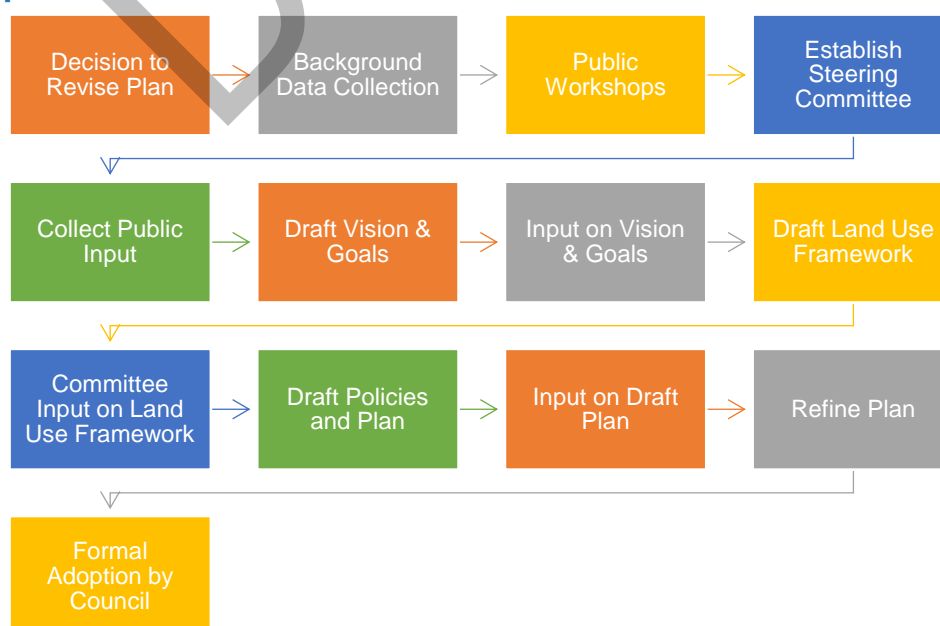 Decision to
Revise Plan
Background
Data Collection
Public
Workshops
Establish
Steering
Committee
Collect Public
Input
Draft Vision &
Goals
Input on Vision
& Goals
Draft Land Use
Framework
Committee
Input on Land
Use Framework
Draft Policies
and Plan
Input on Draft
Plan
Refine Plan
Formal
Adoption by
Council